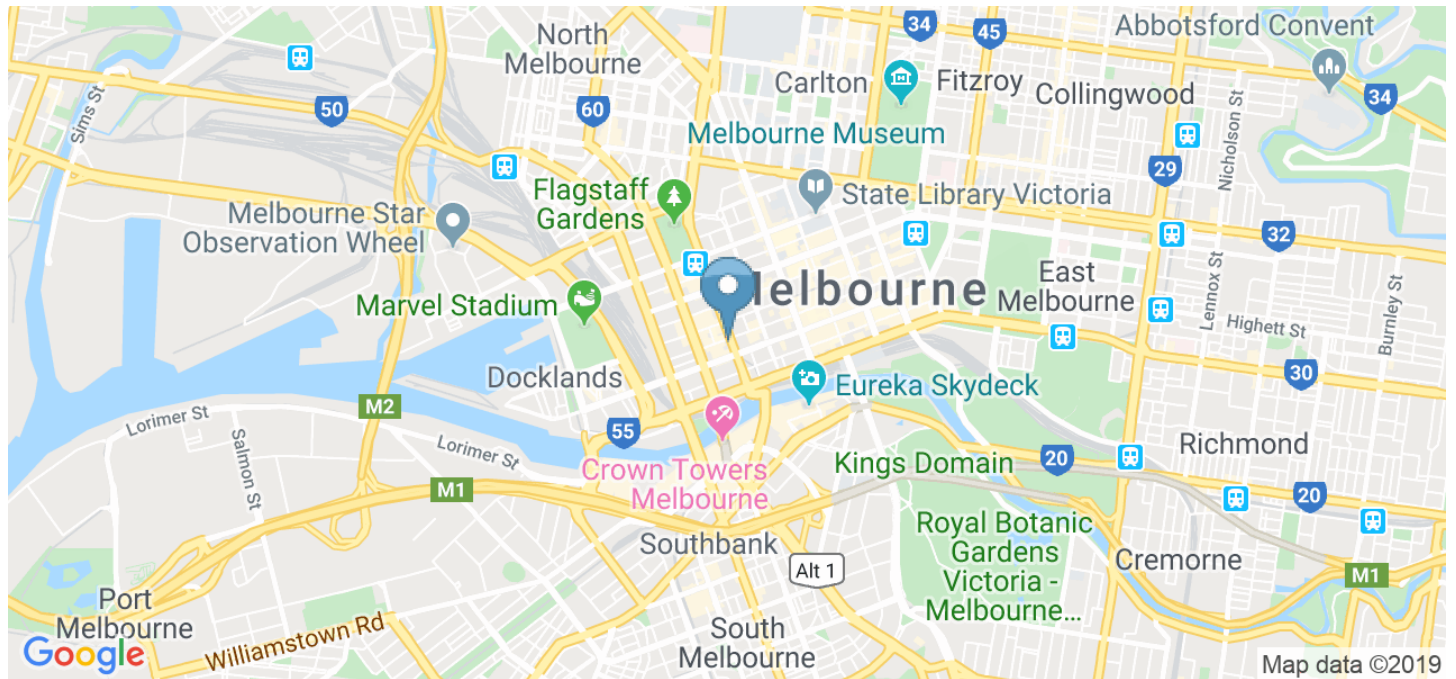 34
45
Abbotsford Convent
North
Melbourne
Carlton
Fitzroy
Collingwood
34
Sims St
50
60
Melbourne Museum
Nicholson St
29
Flagstaff
Gardens
State Library Victoria
Melbourne Star
Observation Wheel
32
East
Melbourne
elbourne
Lennox St
Highett St
Burnley St
Marvel Stadium
30
Docklands
Eureka Skydeck
M2
Lorimer St
55
Salmon St
Lorimer St
Richmond
Crown Towers
Melbourne
Kings Domain
20
M1
20
Royal Botanic
Gardens
Victoria -
Melbourne...
Southbank
Alt 1
Cremorne
M1
Port
Melbourne
Williamstown Rd
South
Melbourne
Google
Map data ©2019